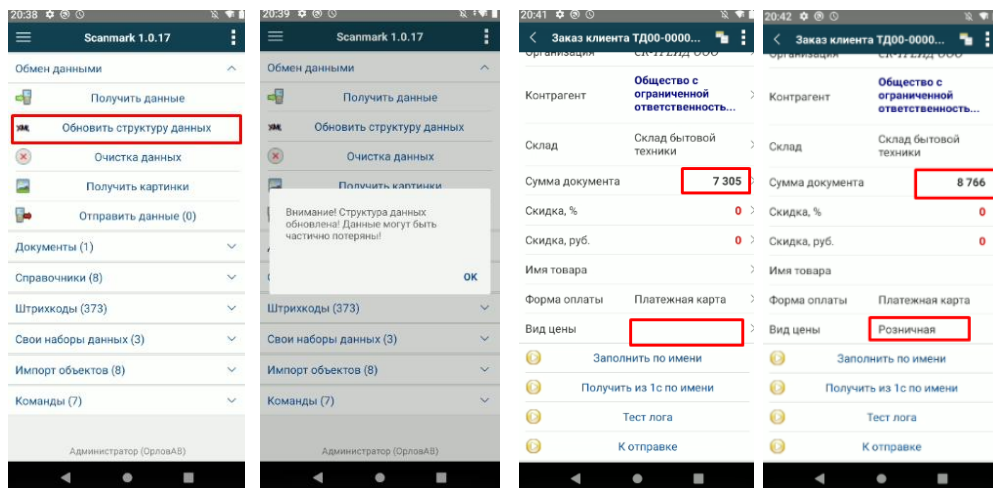 20:38
Scanmark 1.0.17
Обмен данными
Получить данные
XML
Обновить структуру данных
Очистка данных
Получить картинки
Отправить данные (0)
Документы (1)
Справочники (8)
Штрихкоды (373)
Свои наборы данных (3)
Импорт объектов (8)
Команды (7)
Администратор (ОрловАВ)
20:39
Scanmark 1.0.17
Обмен данными
Получить данные
XML
Обновить структуру данных
Очистка данных
Получить картинки
Внимание! Структура данных
обновлена! Данные могут быть
частично потеряны!
OK
Штрихкоды (373)
Свои наборы данных (3)
Импорт объектов (8)
Команды (7)
Администратор (ОрловАВ)
20:41
Заказ клиента ТД00-0000...
Организация
Контрагент
Общество с
ограниченной
ответственность...
Склад
Склад бытовой
техники
Сумма документа 7 305
Скидка, % 0
Скидка, руб. 0
Имя товара
Форма оплаты Платежная карта
Вид цены
Заполнить по имени
Получить из 1с по имени
Тест лога
К отправке
20:42
Заказ клиента ТД00-0000...
Организация
Контрагент
Общество с
ограниченной
ответственность...
Склад
Склад бытовой
техники
Сумма документа 8 766
Скидка, % 0
Скидка, руб. 0
Имя товара
Форма оплаты Платежная карта
Вид цены Розничная
Заполнить по имени
Получить из 1с по имени
Тест лога
К отправке